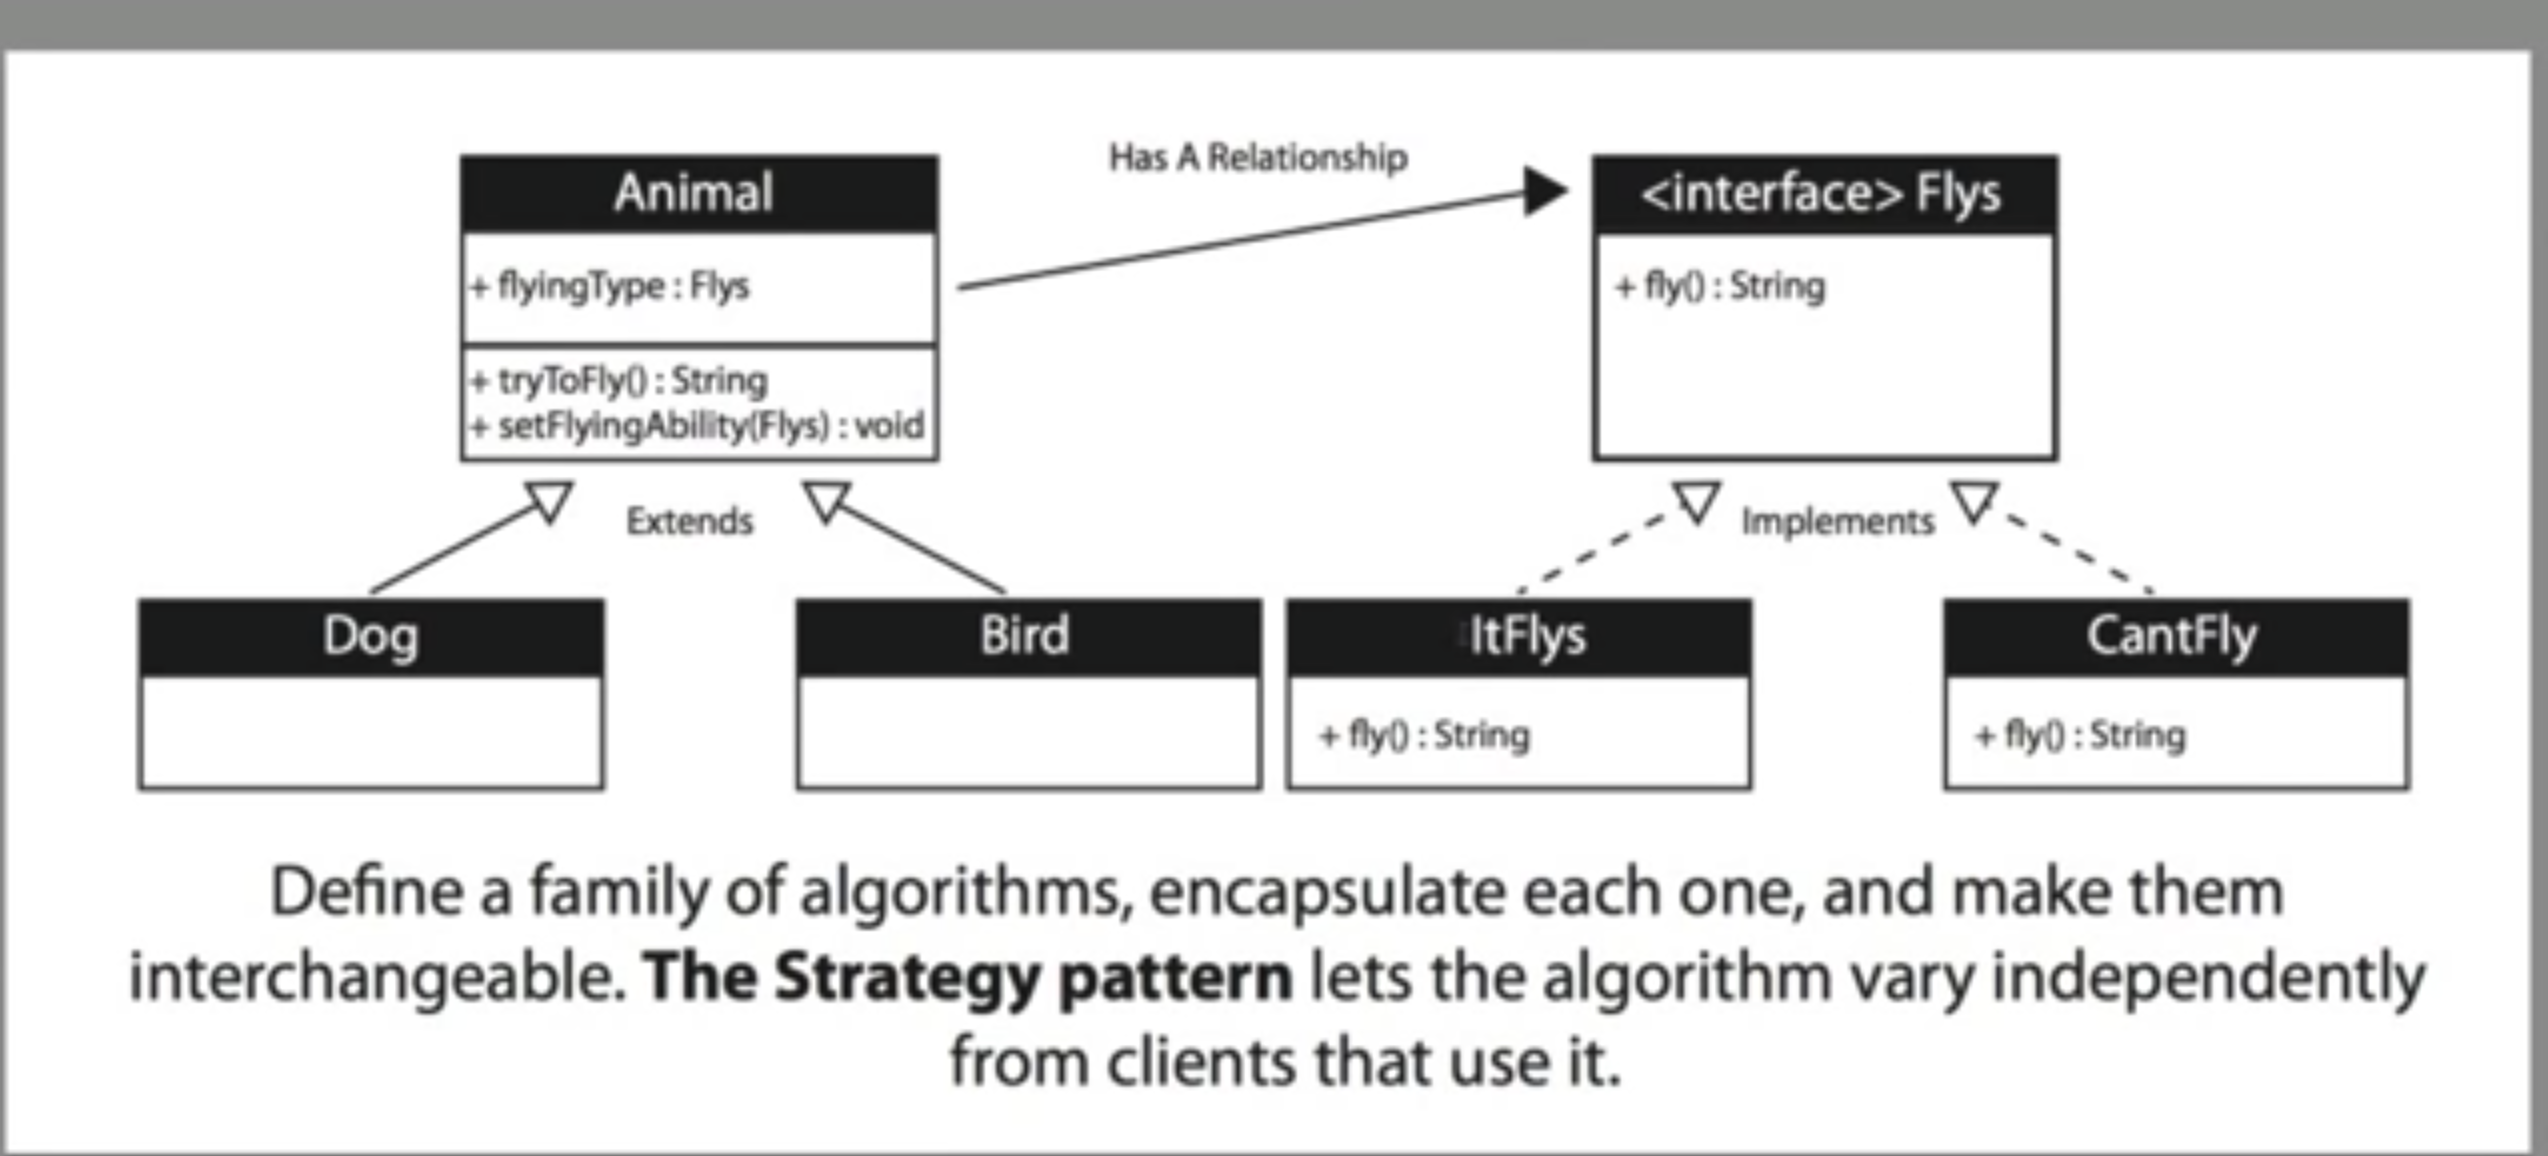 Has A Relationship
Animal
<interface> Flys
+ flyingType : Flys
+ fly() : String
+ tryToFly() : String
+ setFlyingAbility(Flys) : void
Extends
Implements
Dog
Bird
ItFlys
CantFly
+ fly() : String
+ fly() : String
Define a family of algorithms, encapsulate each one, and make them
interchangeable. The Strategy pattern lets the algorithm vary independently
from clients that use it.